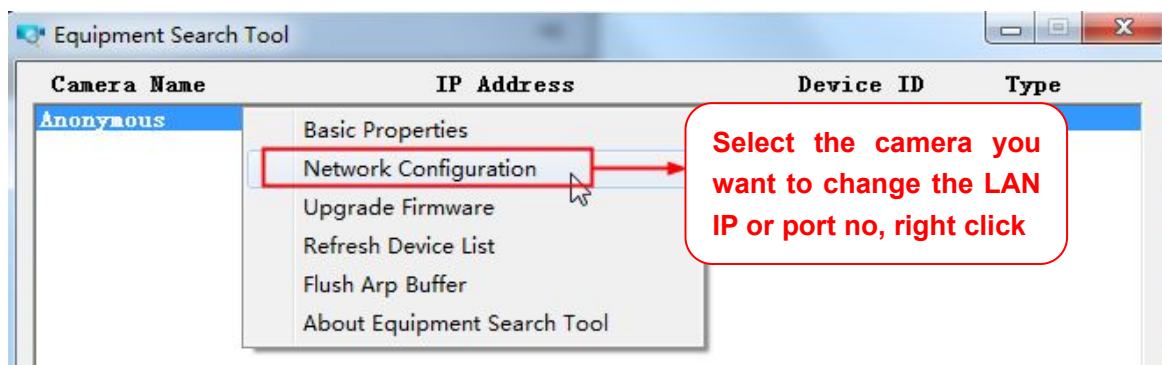 Equipment Search Tool
Camera Name IP Address Device ID Type
Anonymous
Basic Properties
Network Configuration
Upgrade Firmware
Refresh Device List
Flush Arp Buffer
About Equipment Search Tool
Select the camera you
want to change the LAN
IP or port no, right click